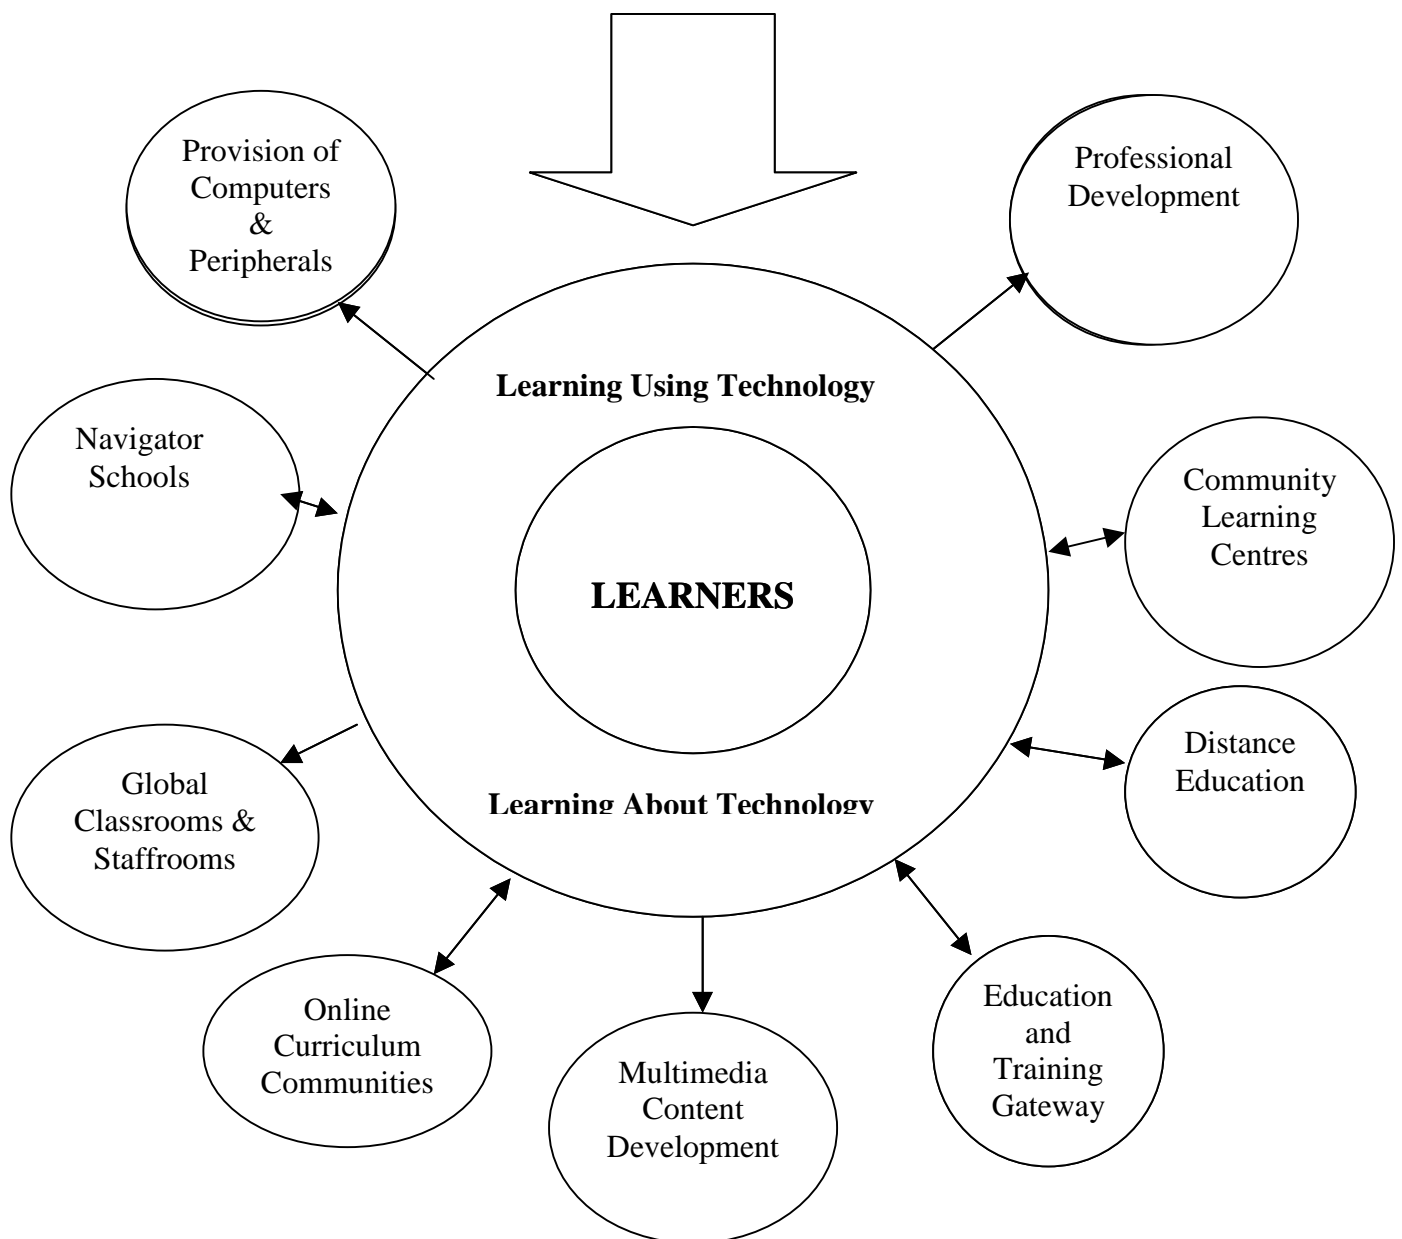 Provision of
Computers
&
Peripherals
Professional
Development
Learning Using Technology
Navigator
Schools
Community
Learning
Centres
LEARNERS
Distance
Education
Global
Classrooms &
Staffrooms
Learning About Technology
Online
Curriculum
Communities
Education
and
Training
Gateway
Multimedia
Content
Development